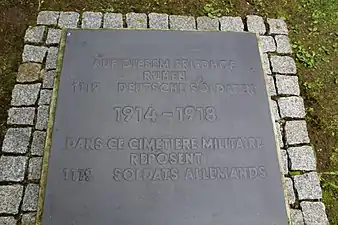 AUF DIESEM FRIEDHOF
RUHEN
DEUTSCHE SOLDATEN
1914-1918
DANS CE CIMETIERE MILITAIRE
REPOSENT
SOLDATS ALLEMANDS